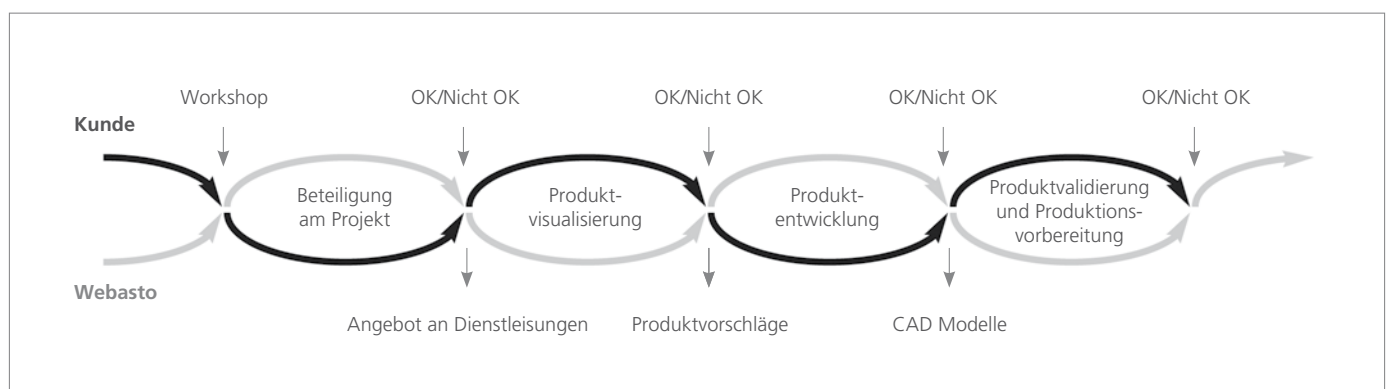 Workshop
OK/Nicht OK
OK/Nicht OK
OK/Nicht OK
OK/Nicht OK
Kunde
Beteiligung
am Projekt
Produkt-
visualisierung
Produkt-
entwicklung
Produktvalidierung
und Produktions-
vorbereitung
Webasto
Angebot an Dienstleisungen
Produktvorschläge
CAD Modelle